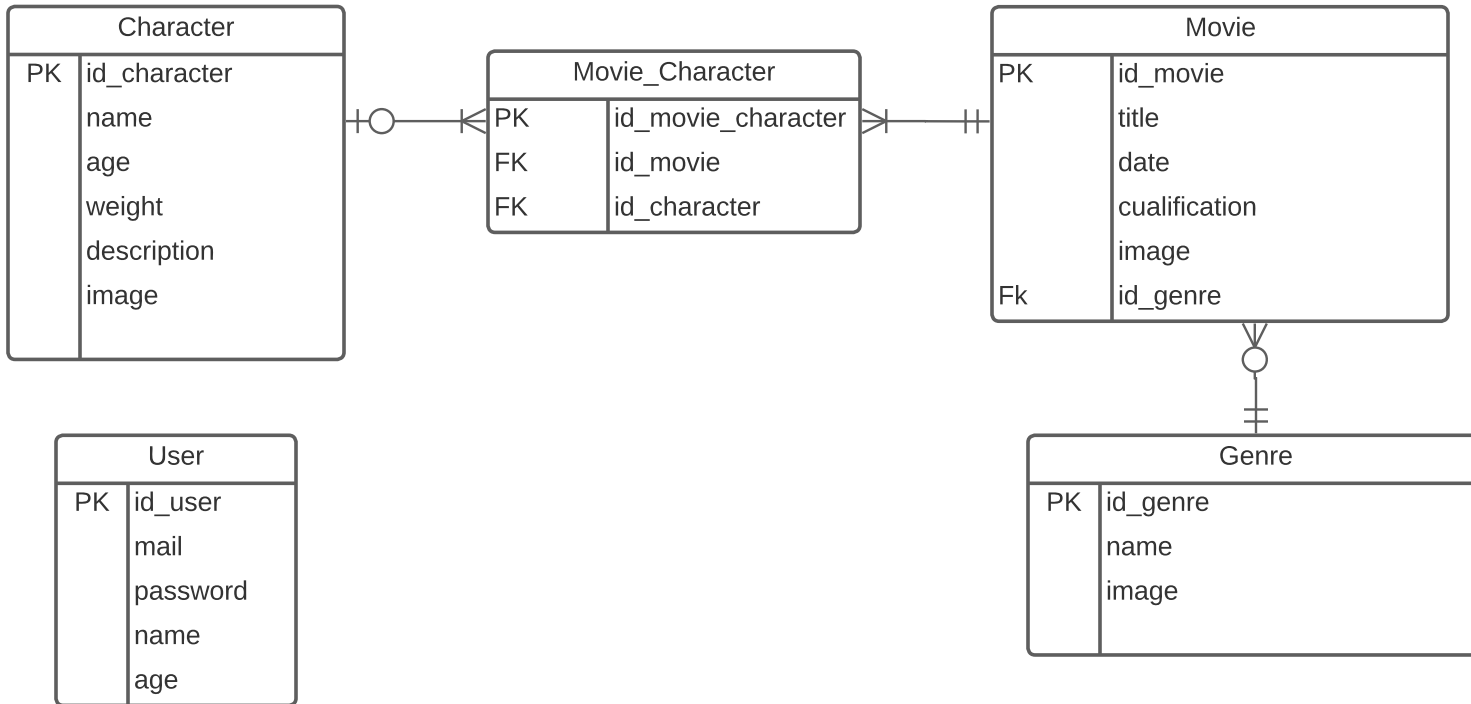 Character
PK id_character
name
age
weight
description
image
Movie_Character
PK id_movie_character
FK id_movie
FK id_character
Movie
PK id_movie
title
date
cualification
image
Fk id_genre
User
PK id_user
mail
password
name
age
Genre
PK id_genre
name
image